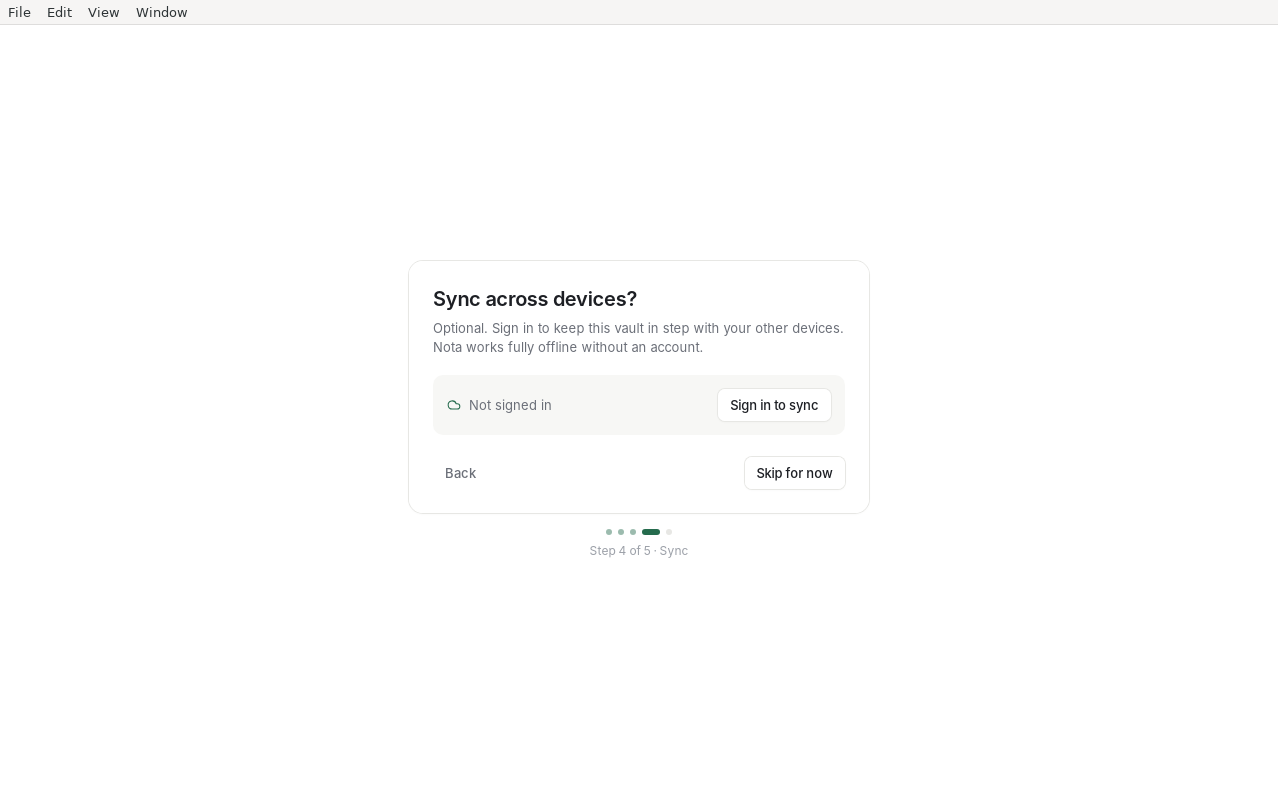 File Edit View Window
Sync across devices?
Optional. Sign in to keep this vault in step with your other devices.
Nota works fully offline without an account.
Not signed in
Sign in to sync
Back
Skip for now
Step 4 of 5 · Sync